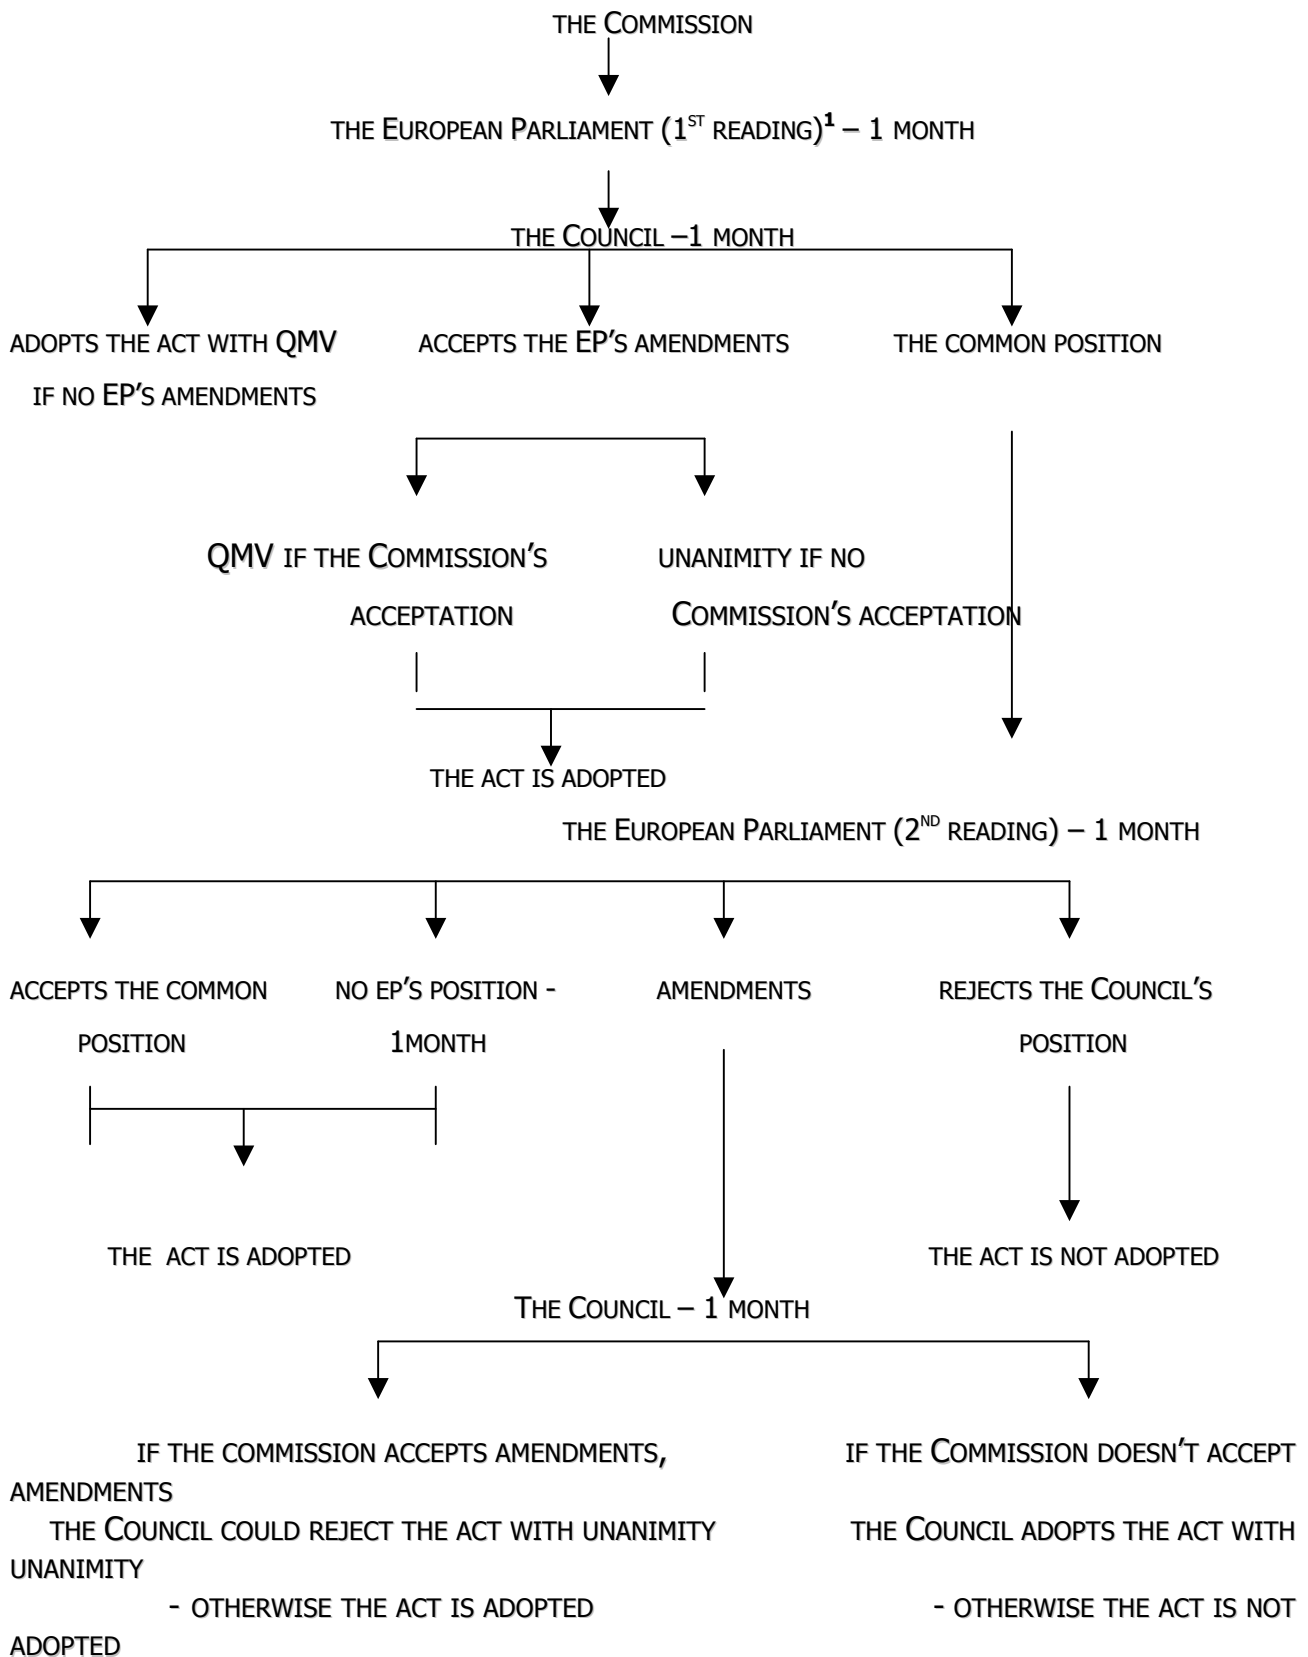 THE COMMISSION
THE EUROPEAN PARLIAMENT (1ST READING)1 – 1 MONTH
THE COUNCIL –1 MONTH
ADOPTS THE ACT WITH QMV ACCEPTS THE EP'S AMENDMENTS THE COMMON POSITION
IF NO EP'S AMENDMENTS
QMV IF THE COMMISSION'S UNANIMITY IF NO
ACCEPTATION COMMISSION'S ACCEPTATION
THE ACT IS ADOPTED
THE EUROPEAN PARLIAMENT (2ND READING) – 1 MONTH
ACCEPTS THE COMMON NO EP'S POSITION - AMENDMENTS REJECTS THE COUNCIL'S
POSITION 1MONTH POSITION
THE ACT IS ADOPTED THE ACT IS NOT ADOPTED
THE COUNCIL – 1 MONTH
IF THE COMMISSION ACCEPTS AMENDMENTS, IF THE COMMISSION DOESN'T ACCEPT
AMENDMENTS
THE COUNCIL COULD REJECT THE ACT WITH UNANIMITY THE COUNCIL ADOPTS THE ACT WITH
UNANIMITY
- OTHERWISE THE ACT IS ADOPTED - OTHERWISE THE ACT IS NOT
ADOPTED